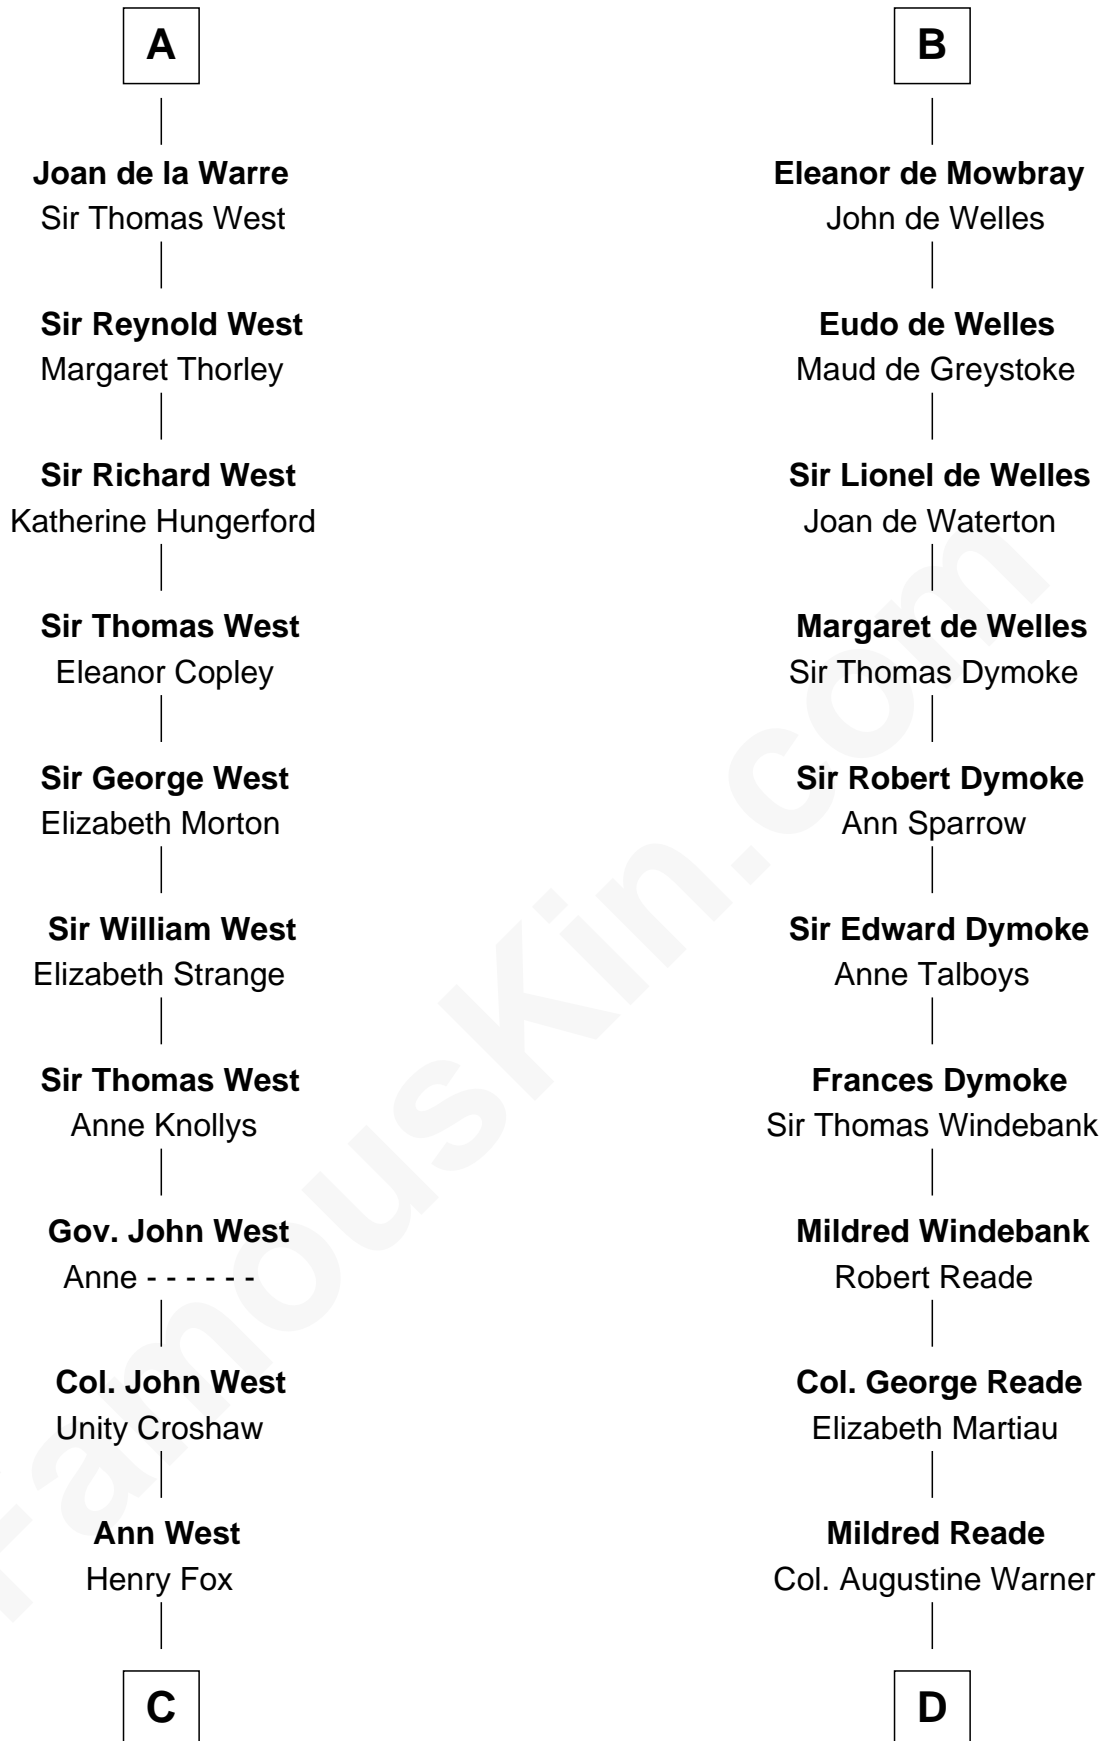 A
Joan de la Warre
Sir Thomas West
Sir Reynold West
Margaret Thorley
Sir Richard West
Katherine Hungerford
Sir Thomas West
Eleanor Copley
Sir George West
Elizabeth Morton
Sir William West
Elizabeth Strange
Sir Thomas West
Anne Knollys
Gov. John West
Anne - - - - - -
Col. John West
Unity Croshaw
Ann West
Henry Fox
C
B
Eleanor de Mowbray
John de Welles
Eudo de Welles
Maud de Greystoke
Sir Lionel de Welles
Joan de Waterton
Margaret de Welles
Sir Thomas Dymoke
Sir Robert Dymoke
Ann Sparrow
Sir Edward Dymoke
Anne Talboys
Frances Dymoke
Sir Thomas Windebank
Mildred Windebank
Robert Reade
Col. George Reade
Elizabeth Martiau
Mildred Reade
Col. Augustine Warner
D
FamousKin.com